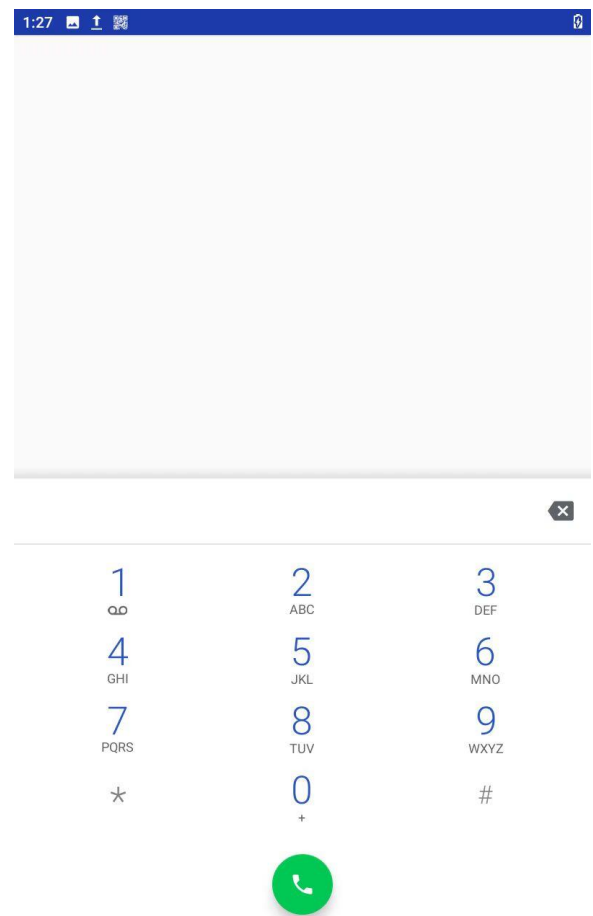 1:27
1 2 3
ABC DEF
4 5 6
GHI JKL MNO
7 8 9
PQRS TUV WXYZ
* 0 #
+